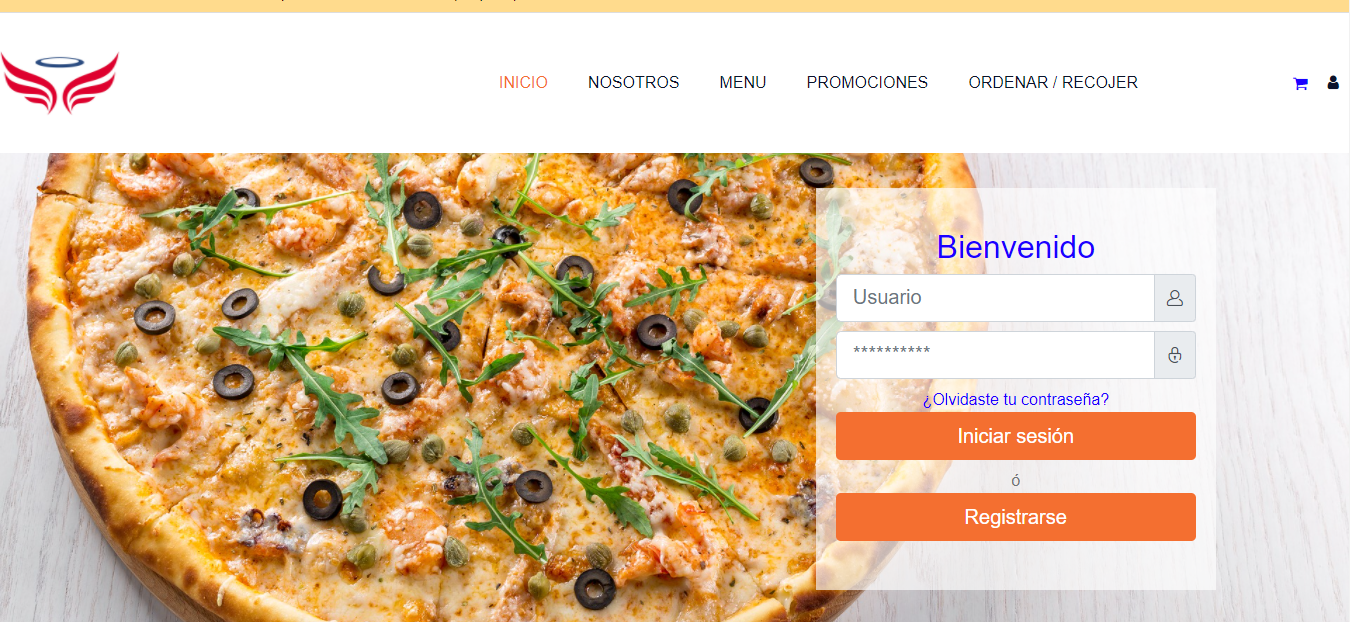 INICIO NOSOTROS MENU PROMOCIONES ORDENAR / RECOJER
Bienvenido
Usuario
**********
¿Olvidaste tu contraseña?
Iniciar sesión
ó
Registrarse